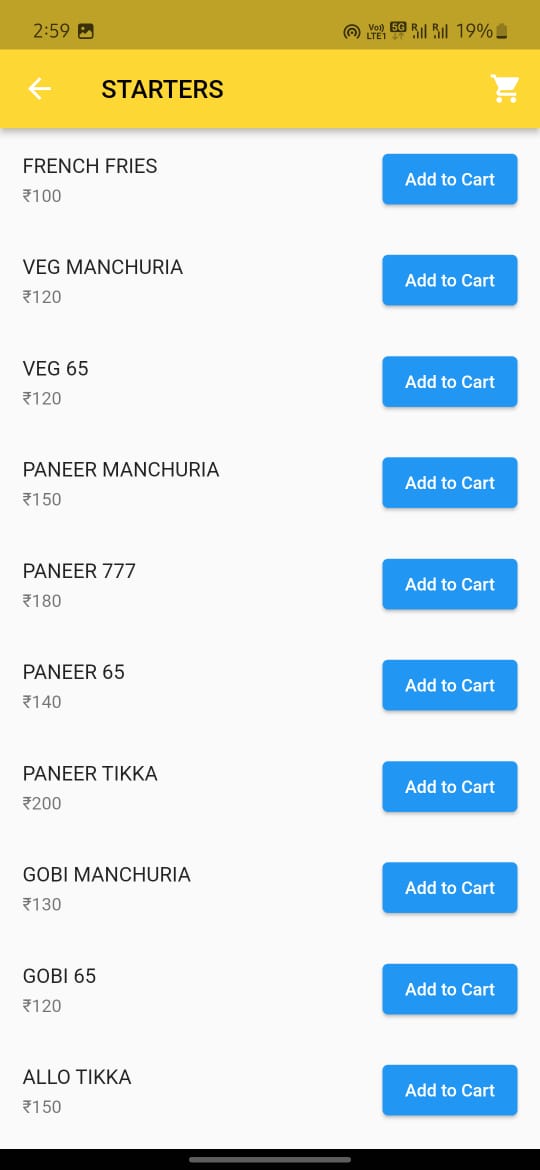 2:59
Vo)) LTE1 5G R R 19%
STARTERS
FRENCH FRIES
₹100
Add to Cart
VEG MANCHURIA
₹120
Add to Cart
VEG 65
₹120
Add to Cart
PANEER MANCHURIA
₹150
Add to Cart
PANEER 777
₹180
Add to Cart
PANEER 65
₹140
Add to Cart
PANEER TIKKA
₹200
Add to Cart
GOBI MANCHURIA
₹130
Add to Cart
GOBI 65
₹120
Add to Cart
ALLO TIKKA
₹150
Add to Cart